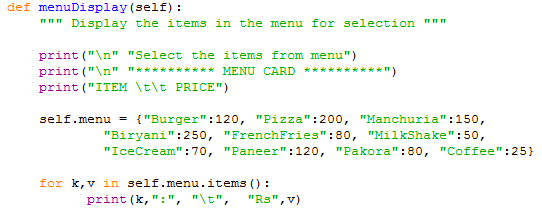 def menuDisplay(self):
    """ Display the items in the menu for selection """
    print("\n" "Select the items from menu")
    print("\n" "********** MENU CARD **********")
    print("ITEM \t\t PRICE")
    self.menu = {"Burger":120, "Pizza":200, "Manchuria":150,
            "Biryani":250, "FrenchFries":80, "MilkShake":50,
            "IceCream":70, "Paneer":120, "Pakora":80, "Coffee":25}
    for k,v in self.menu.items():
          print(k,":", "\t",  "Rs",v)